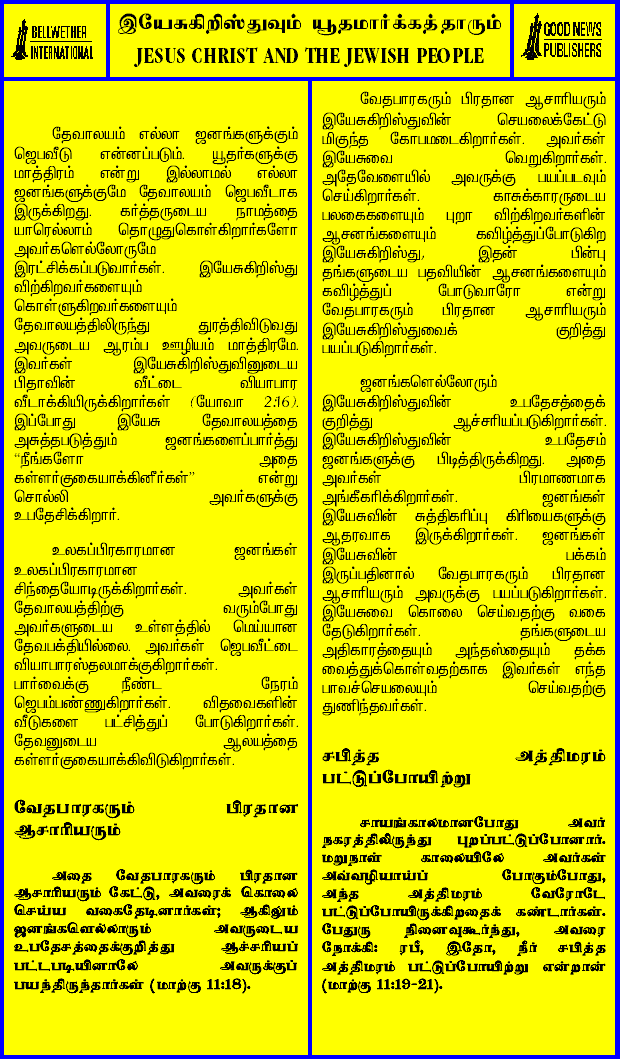 BELLWETHER
INTERNATIONAL
இயேசுகிறிஸ்துவும் யூதமார்க்கத்தாரும்
JESUS CHRIST AND THE JEWISH PEOPLE
GOOD NEWS
PUBLISHERS
தேவாலயம் எல்லா ஜனங்களுக்கும்
ஜெபவீடு என்னப்படும். யூதர்களுக்கு
மாத்திரம் என்று இல்லாமல் எல்லா
ஜனங்களுக்குமே தேவாலயம் ஜெபவீடாக
இருக்கிறது. கர்த்தருடைய நாமத்தை
யாரெல்லாம் தொழுதுகொள்கிறார்களோ
அவர்களெல்லோருமே
இரட்சிக்கப்படுவார்கள். இயேசுகிறிஸ்து
விற்கிறவர்களையும்
கொள்ளுகிறவர்களையும்
தேவாலயத்திலிருந்து துரத்திவிடுவது
அவருடைய ஆரம்ப ஊழியம் மாத்திரமே.
இவர்கள் இயேசுகிறிஸ்துவினுடைய
பிதாவின் வீட்டை வியாபார
வீடாக்கியிருக்கிறார்கள் (யோவா 2:16).
இப்போது இயேசு தேவாலயத்தை
அசுத்தபடுத்தும் ஜனங்களைப்பார்த்து
“நீங்களோ அதை
கள்ளர்குகையாக்கினீர்கள்” என்று
சொல்லி அவர்களுக்கு
உபதேசிக்கிறார்.
உலகப்பிரகாரமான ஜனங்கள்
உலகப்பிரகாரமான
சிந்தையோடிருக்கிறார்கள். அவர்கள்
தேவாலயத்திற்கு வரும்போது
அவர்களுடைய உள்ளத்தில் மெய்யான
தேவபக்தியில்லை. அவர்கள் ஜெபவீட்டை
வியாபாரஸ்தலமாக்குகிறார்கள்.
பார்வைக்கு நீண்ட நேரம்
ஜெபம்பண்ணுகிறார்கள். விதவைகளின்
வீடுகளை பட்சித்துப் போடுகிறார்கள்.
தேவனுடைய ஆலயத்தை
கள்ளர்குகையாக்கிவிடுகிறார்கள்.
வேதபாரகரும் பிரதான
ஆசாரியரும்
அதை வேதபாரகரும் பிரதான
ஆசாரியரும் கேட்டு, அவரைக் கொலை
செய்ய வகைதேடினார்கள்; ஆகிலும்
ஜனங்களெல்லாரும் அவருடைய
உபதேசத்தைக்குறித்து ஆச்சரியப்
பட்டபடியினாலே அவருக்குப்
பயந்திருந்தார்கள் (மாற்கு 11:18).
வேதபாரகரும் பிரதான ஆசாரியரும்
இயேசுகிறிஸ்துவின் செயலைக்கேட்டு
மிகுந்த கோபமடைகிறார்கள். அவர்கள்
இயேசுவை வெறுகிறார்கள்.
அதேவேளையில் அவருக்கு பயப்படவும்
செய்கிறார்கள். காசுக்காரருடைய
பலகைகளையும் புறா விற்கிறவர்களின்
ஆசனங்களையும் கவிழ்த்துப்போடுகிற
இயேசுகிறிஸ்து, இதன் பின்பு
தங்களுடைய பதவியின் ஆசனங்களையும்
கவிழ்த்துப் போடுவாரோ என்று
வேதபாரகரும் பிரதான ஆசாரியரும்
இயேசுகிறிஸ்துவைக் குறித்து
பயப்படுகிறார்கள்.
ஜனங்களெல்லோரும்
இயேசுகிறிஸ்துவின் உபதேசத்தைக்
குறித்து ஆச்சரியப்படுகிறார்கள்.
இயேசுகிறிஸ்துவின் உபதேசம்
ஜனங்களுக்கு பிடித்திருக்கிறது. அதை
அவர்கள் பிரமாணமாக
அங்கீகரிக்கிறார்கள். ஜனங்கள்
இயேசுவின் சுத்திகரிப்பு கிரியைகளுக்கு
ஆதரவாக இருக்கிறார்கள். ஜனங்கள்
இயேசுவின் பக்கம்
இருப்பதினால் வேதபாரகரும் பிரதான
ஆசாரியரும் அவருக்கு பயப்படுகிறார்கள்.
இயேசுவை கொலை செய்வதற்கு வகை
தேடுகிறார்கள். தங்களுடைய
அதிகாரத்தையும் அந்தஸ்தையும் தக்க
வைத்துக்கொள்வதற்காக இவர்கள் எந்த
பாவச்செயலையும் செய்வதற்கு
துணிந்தவர்கள்.
சபித்த அத்திமரம்
பட்டுப்போயிற்று
சாயங்காலமானபோது அவர்
நகரத்திலிருந்து புறப்பட்டுப்போனார்.
மறுநாள் காலையிலே அவர்கள்
அவ்வழியாய்ப் போகும்போது,
அந்த அத்திமரம் வேரோடே
பட்டுப்போயிருக்கிறதைக் கண்டார்கள்.
பேதுரு நினைவுகூர்ந்து, அவரை
நோக்கி: ரபீ, இதோ, நீர் சபித்த
அத்திமரம் பட்டுப்போயிற்று என்றான்
(மாற்கு 11:19-21).